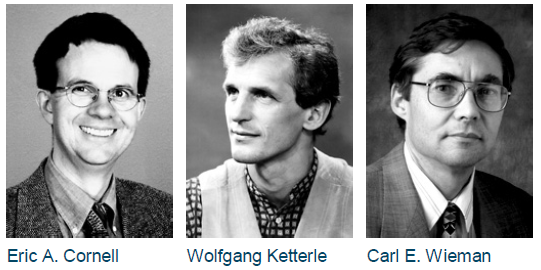 Eric A. Cornell
Wolfgang Ketterle
Carl E. Wieman